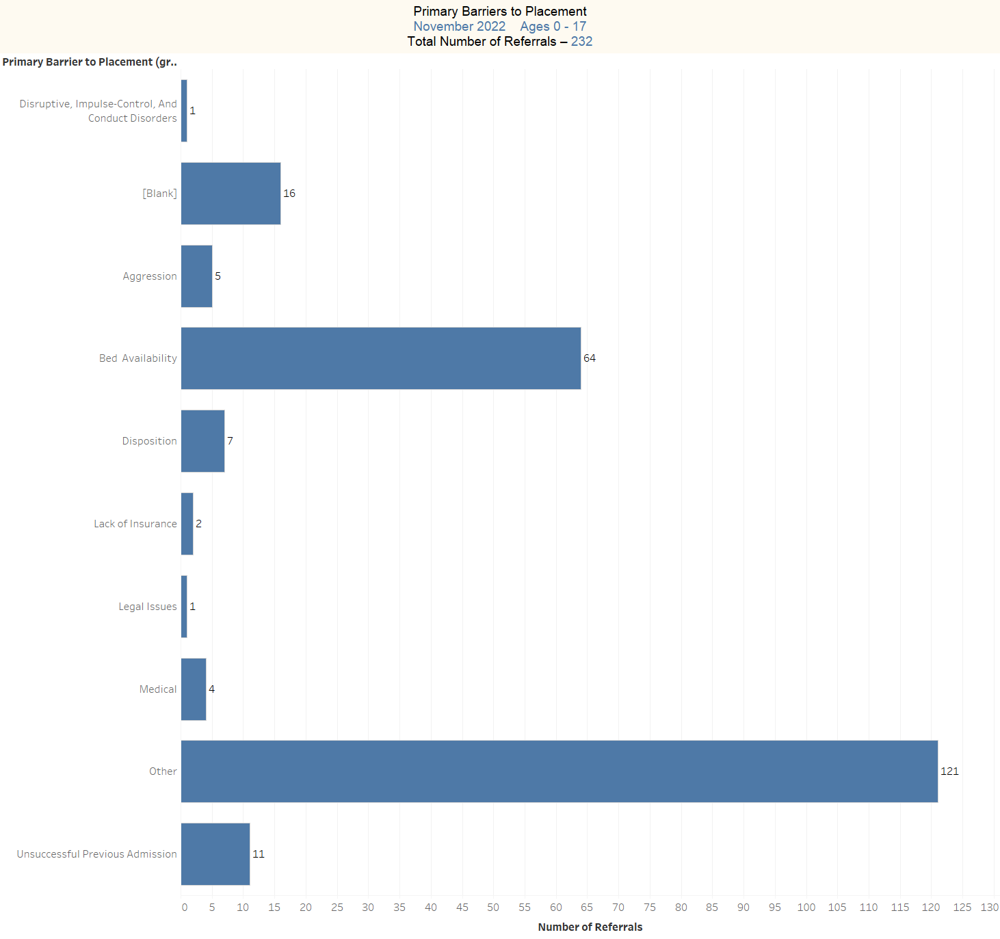 Primary Barriers to Placement
November 2022 Ages 0 - 17
Total Number of Referrals – 232
Primary Barrier to Placement (gr..
Disruptive, Impulse-Control, And
Conduct Disorders
1
[Blank]
16
Aggression
5
Bed Availability
64
Disposition
7
Lack of Insurance
2
Legal Issues
1
Medical
4
Other
121
Unsuccessful Previous Admission
11
0 5 10 15 20 25 30 35 40 45 50 55 60 65 70 75 80 85 90 95 100 105 110 115 120 125 130
Number of Referrals